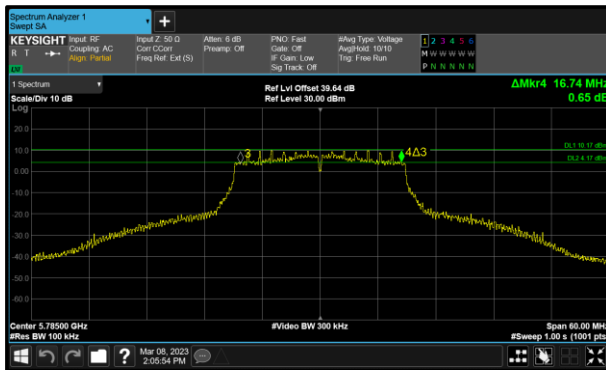 Spectrum Analyzer 1
Swept SA
KEYSIGHT
R T
Input: RF
Coupling: AC
Align: Partial
Input Z: 50 Ω
Corr CCorr
Freq Ref: Ext (S)
Atten: 6 dB
Preamp: Off
PNO: Fast
Gate: Off
IF Gain: Low
Sig Track: Off
#Avg Type: Voltage
Avg|Hold: 10/10
Trig: Free Run
1 2 3 4 5 6
M W W W W W
P N N N N N
1 Spectrum
Scale/Div 10 dB
Ref Lvl Offset 39.64 dB
Ref Level 30.00 dBm
ΔMkr4 16.74 MHz
0.65 dB
Log
20.0
10.0
0.00
-10.0
-20.0
-30.0
-40.0
-50.0
-60.0
3
4Δ3
DL1 10.17 dBm
DL2 4.17 dBm
Center 5.78500 GHz
#Res BW 100 kHz
#Video BW 300 kHz
Span 60.00 MHz
#Sweep 1.00 s (1001 pts)
?
Mar 08, 2023
2:05:54 PM